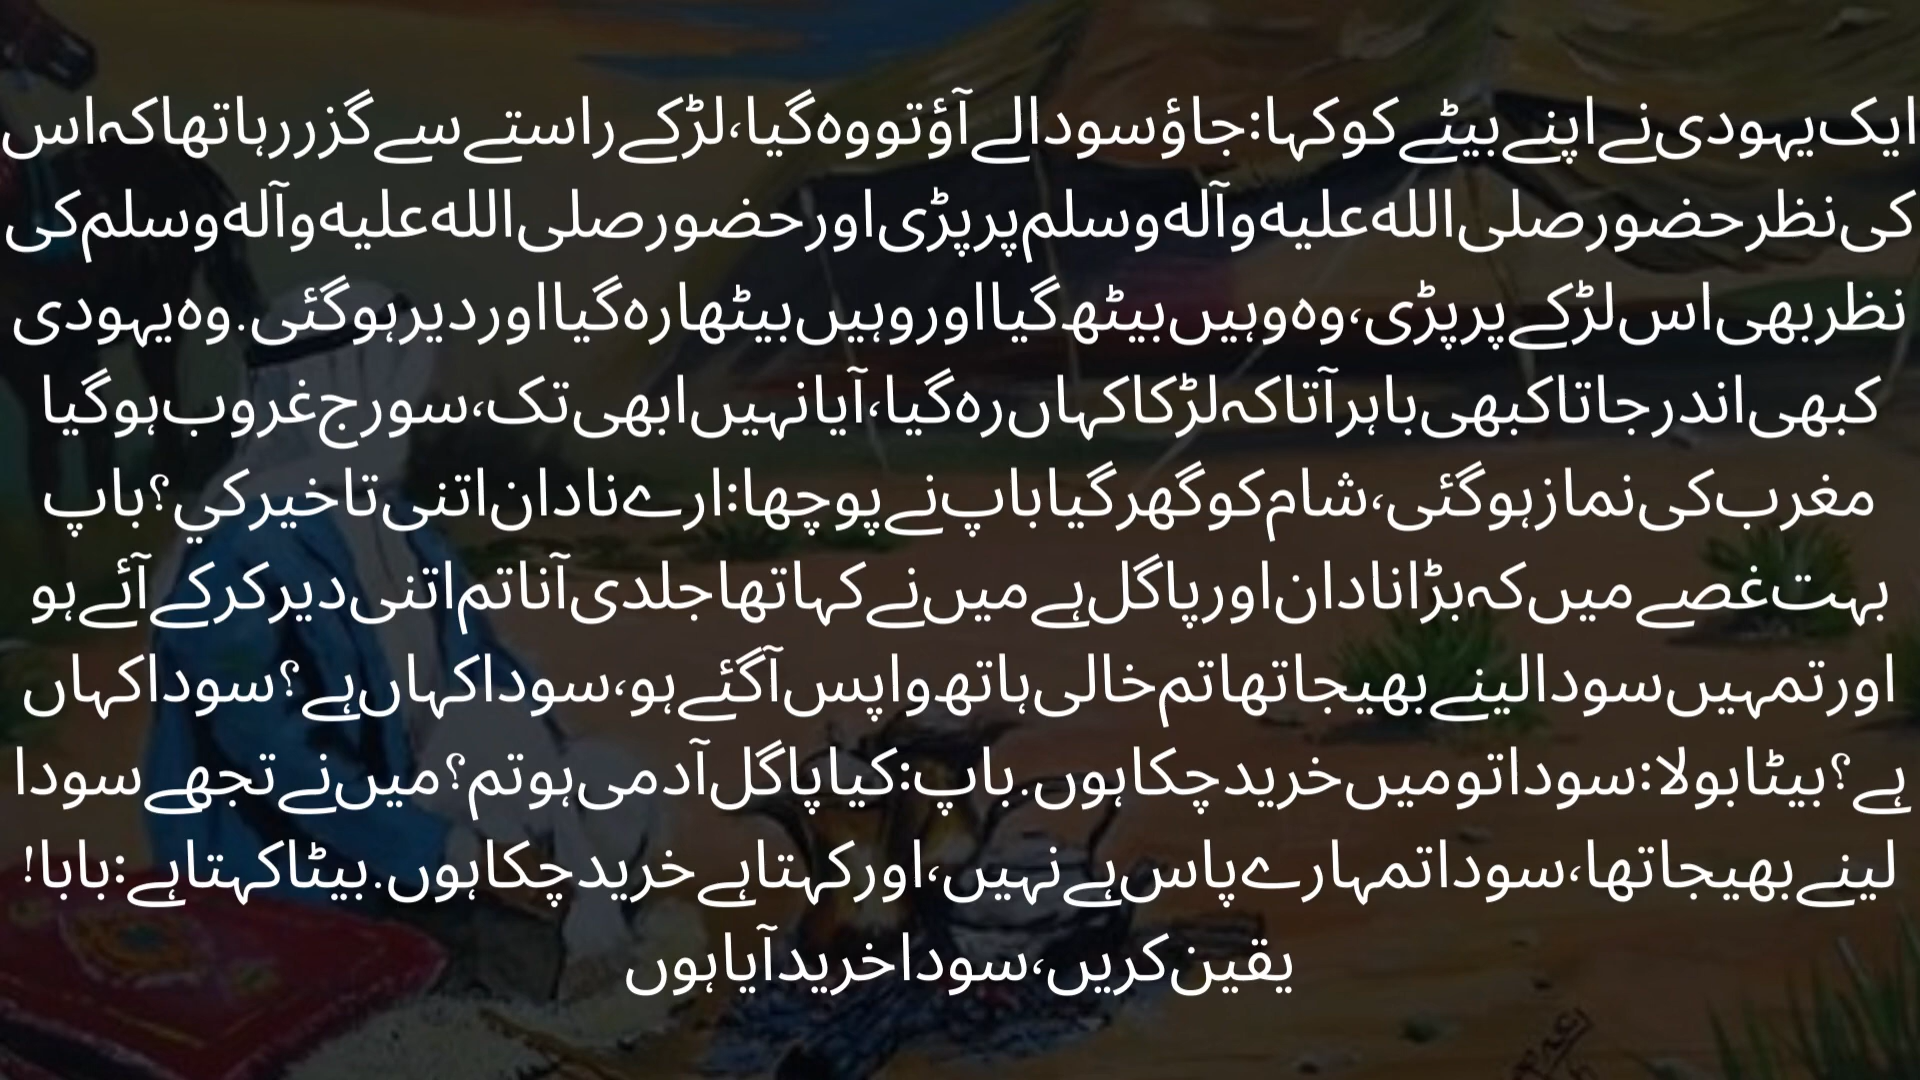 ایک یہودی نے اپنے بیٹے کو کہا: جاؤ سودا لے آؤ تو وہ گیا، لڑکے راستے سے گزر رہا تھا کہ اس
کی نظر حضور صلی الله علیه وآله وسلم پر پڑی اور حضور صلی الله علیه وآله وسلم کی
نظر بھی اس لڑکے پر پڑی، وہ وہیں بیٹھ گیا اور وہیں بیٹھا رہ گیا اور دیر ہو گئی. وہ یہودی
کبھی اندر جاتا کبھی باہر آتا کہ لڑکا کہاں رہ گیا، آیا نہیں ابھی تک، سورج غروب ہو گیا
مغرب کی نماز ہو گئی، شام کو گھر گیا باپ نے پوچھا: ارے نادان اتنی تاخیر كي؟ باپ
بہت غصے میں کہ بڑا نادان اور پاگل ہے میں نے کہا تھا جلدی آنا تم اتنی دیر کر کے آئے ہو
اور تمہیں سودا لینے بھیجا تھا تم خالی ہاتھ واپس آگئے ہو، سودا کہاں ہے؟ سودا کہاں
ہے؟ بیٹا بولا: سودا تو میں خرید چکا ہوں. باپ: کیا پاگل آدمی ہو تم؟ میں نے تجھے سودا
لینے بھیجا تھا، سودا تمہارے پاس ہے نہیں، اور کہتا ہے خرید چکا ہوں. بیٹا کہتا ہے: بابا!
یقین کریں، سودا خرید آیا ہوں